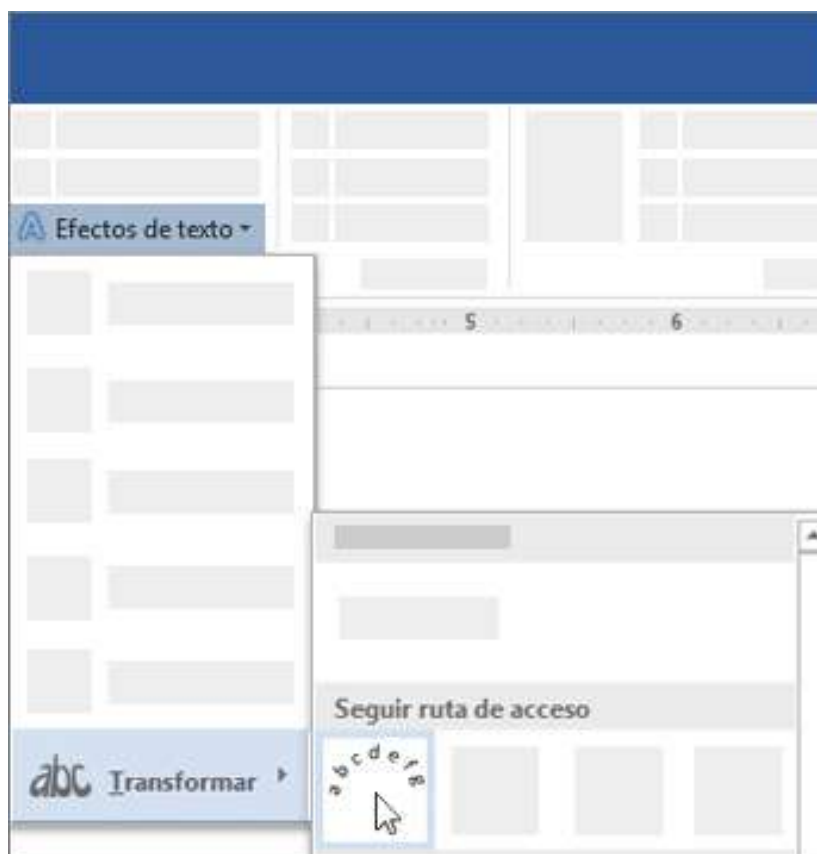 A Efectos de texto
5 6
Seguir ruta de acceso
abc Transformar
abcdefg